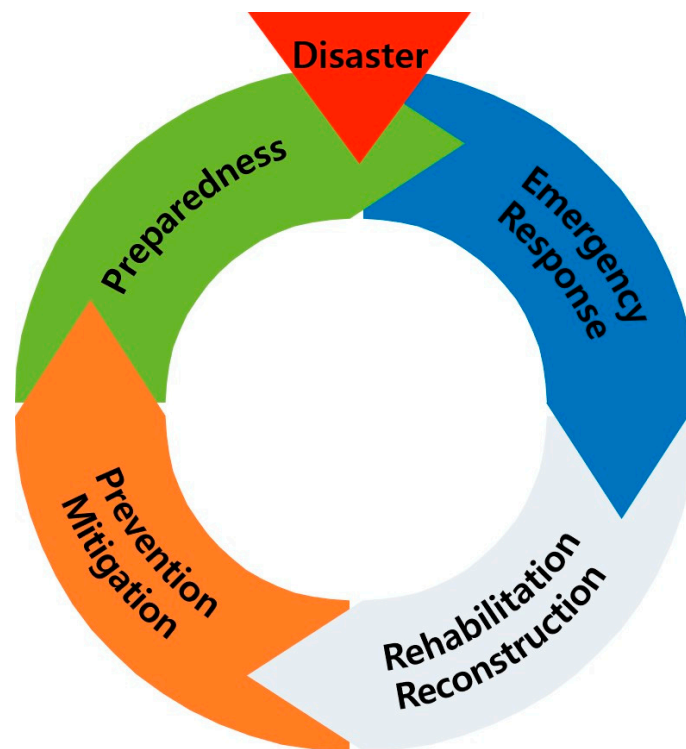 Disaster
Preparedness
Emergency
Response
Prevention
Mitigation
Rehabilitation
Reconstruction